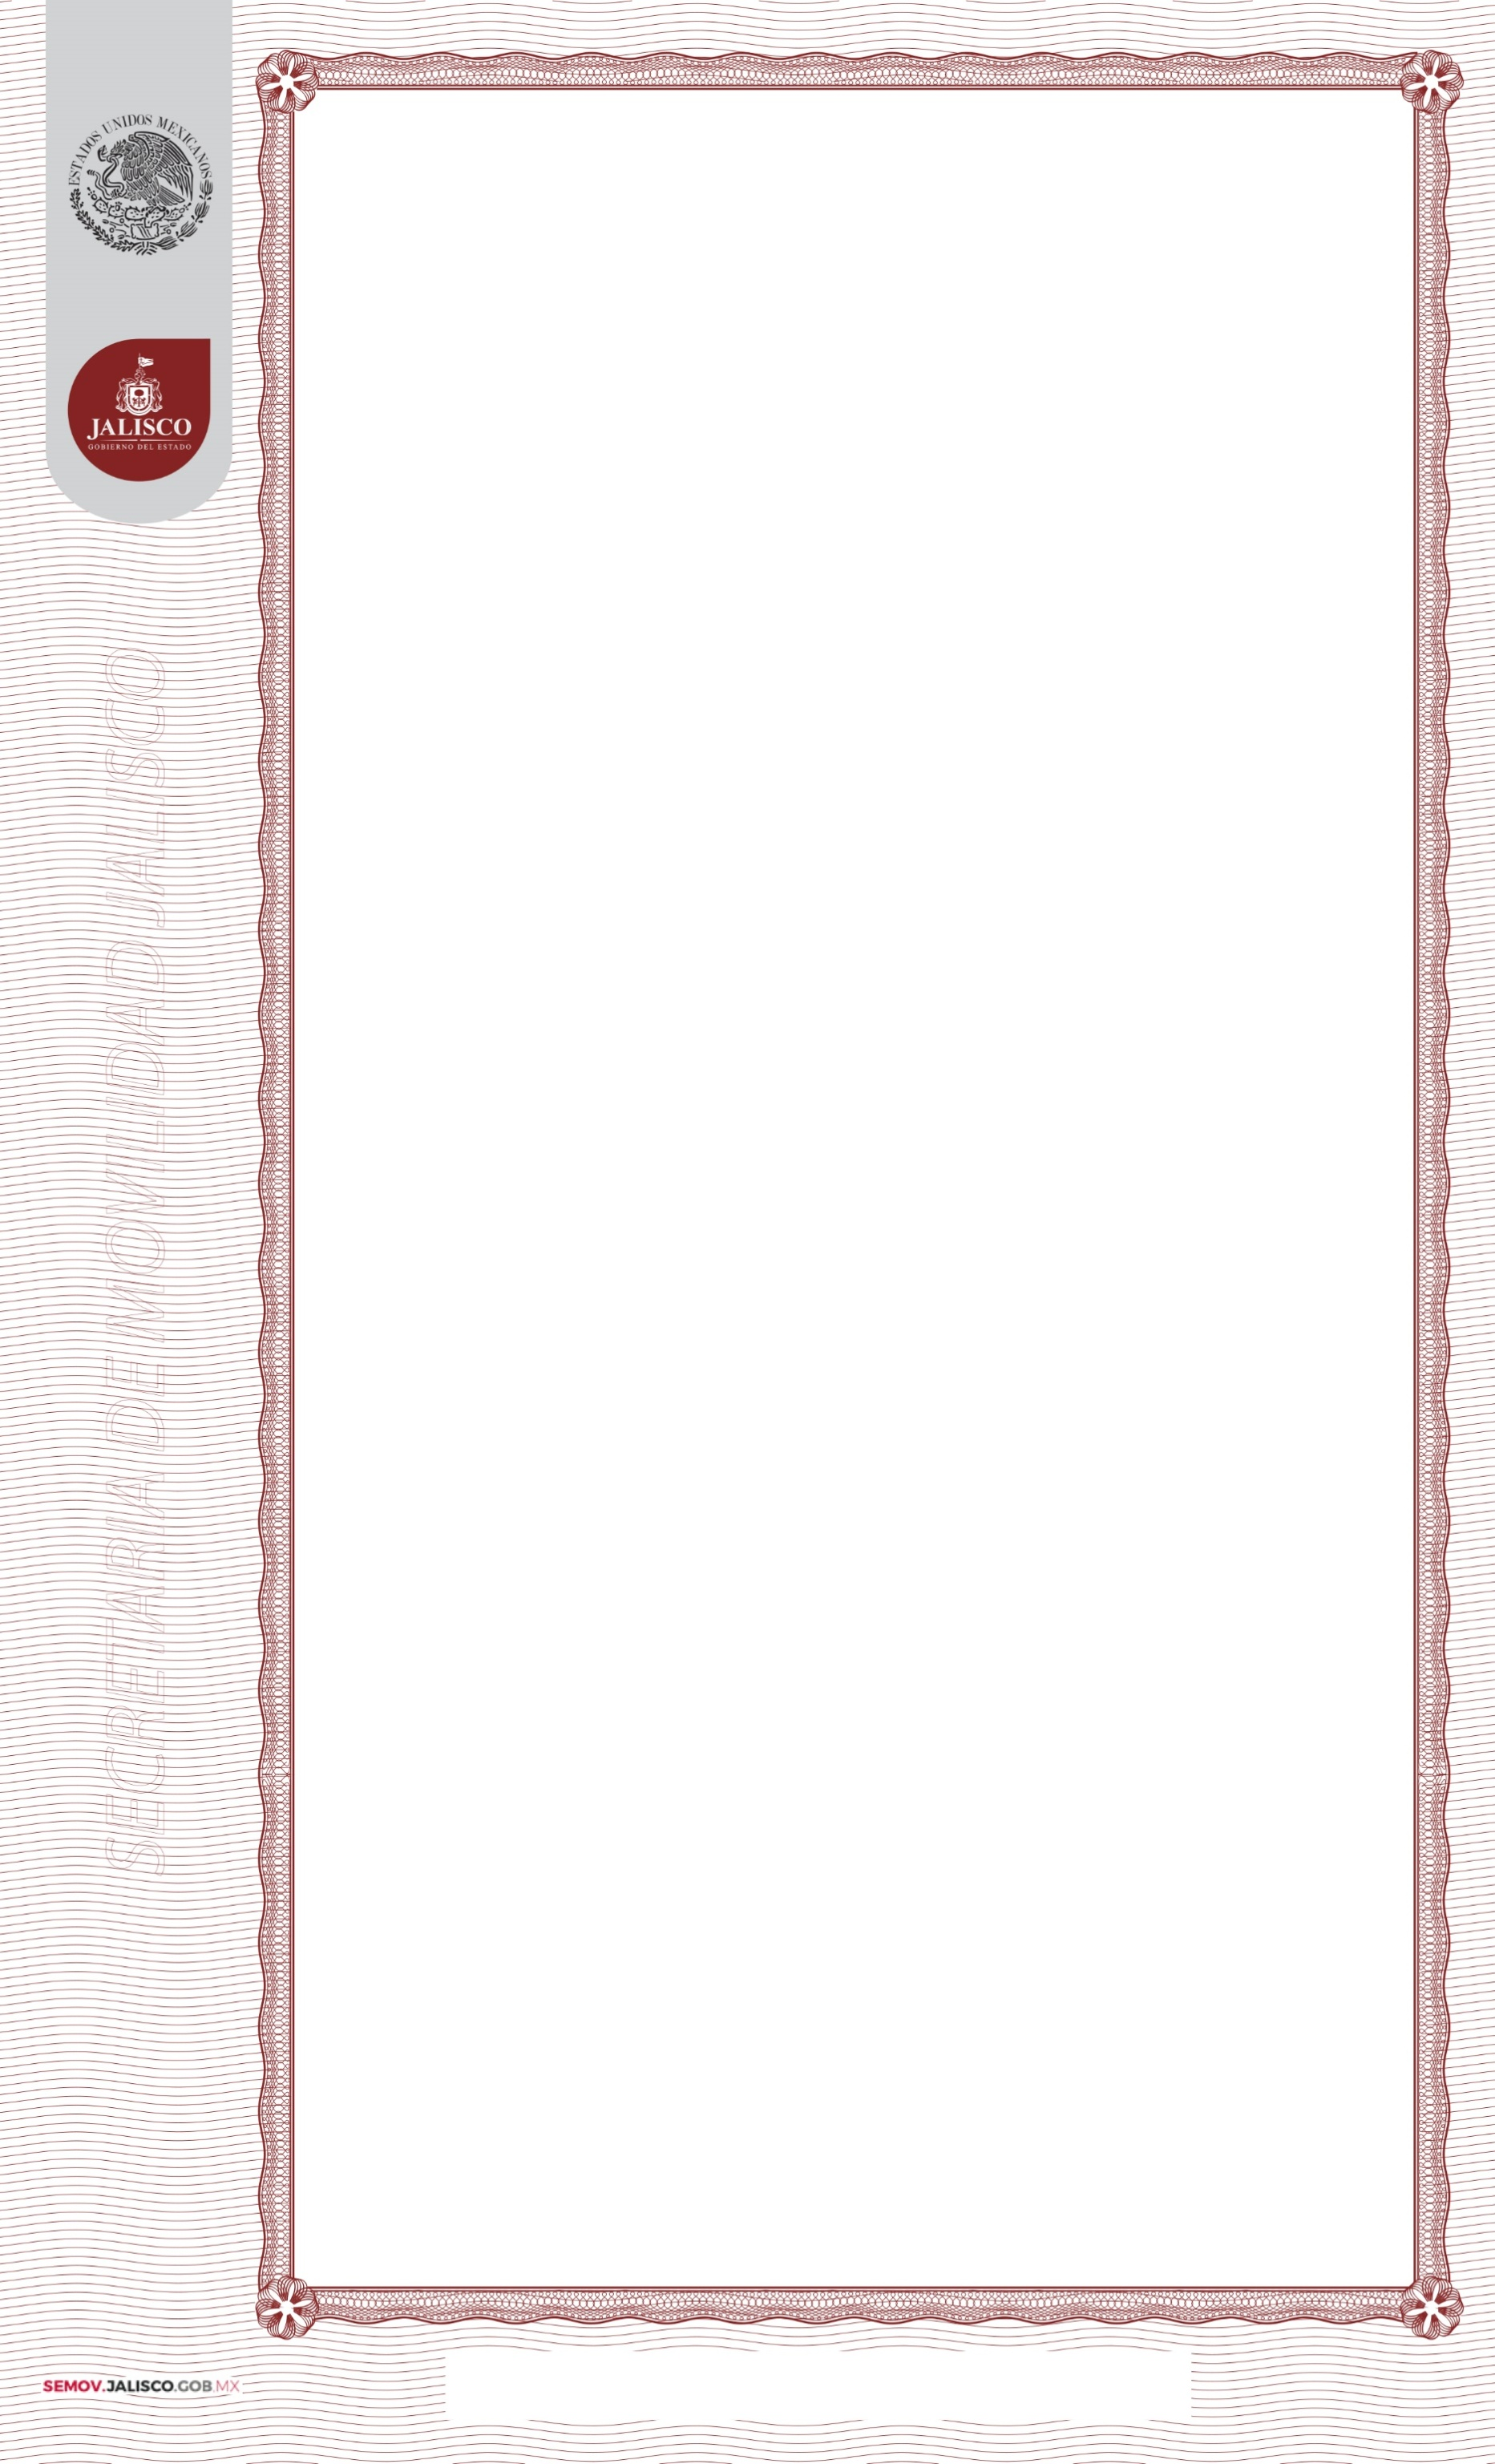 ESTADOS UNIDOS MEXICANOS
JALISCO
GOBIERNO DEL ESTADO
SECRETARIA DE MOVILIDAD JALISCO
SEMOV.JALISCO.GOB.MX